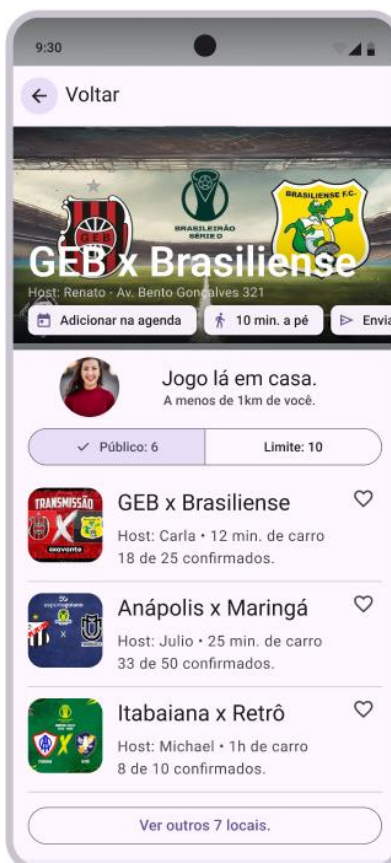 9:30
Voltar
BRASILIENSE F.C.
G.E.B
BRASILEIRÃO
SÉRIE D
GEB x Brasiliense
Host: Renato - Av. Bento Gonçalves 321
Adicionar na agenda
10 min. a pé
Envia
Jogo lá em casa.
A menos de 1km de você.
Público: 6
Limite: 10
TRANSMISSÃO
X
GEB x Brasiliense
Host: Carla • 12 min. de carro
18 de 25 confirmados.
Anápolis x Maringá
X
Host: Julio • 25 min. de carro
33 de 50 confirmados.
Itabaiana x Retrô
X
Host: Michael • 1h de carro
8 de 10 confirmados.
Ver outros 7 locais.